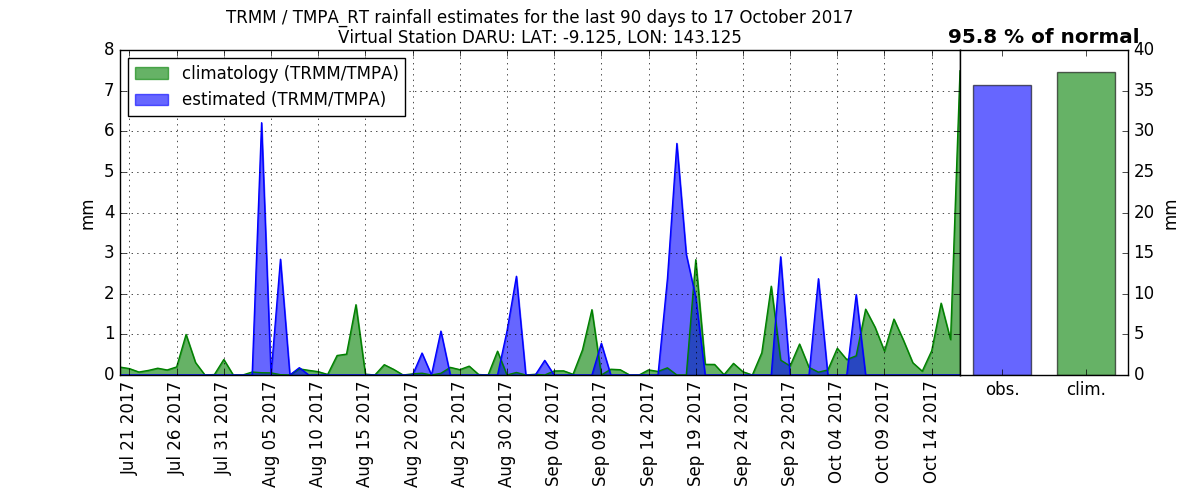 TRMM / TMPA_RT rainfall estimates for the last 90 days to 17 October 2017
Virtual Station DARU: LAT: -9.125, LON: 143.125
95.8 % of normal
climatology (TRMM/TMPA)
estimated (TRMM/TMPA)
8
7
6
5
4
3
2
1
0
mm
40
35
30
25
20
15
10
5
0
mm
Jul 21 2017
Jul 26 2017
Jul 31 2017
Aug 05 2017
Aug 10 2017
Aug 15 2017
Aug 20 2017
Aug 25 2017
Aug 30 2017
Sep 04 2017
Sep 09 2017
Sep 14 2017
Sep 19 2017
Sep 24 2017
Sep 29 2017
Oct 04 2017
Oct 09 2017
Oct 14 2017
obs.
clim.